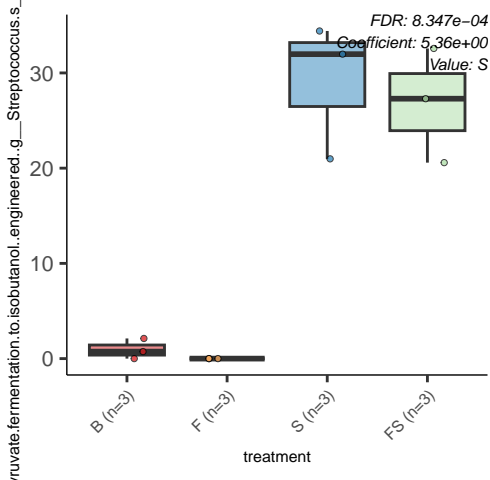 FDR: 8.347e−04
Coefficient: 5.36e+00
Value: S
ruvate.fermentation.to.isobutanol..engineered..g__Streptococcus.s_
30
20
10
0
B (n=3)
F (n=3)
S (n=3)
FS (n=3)
treatment